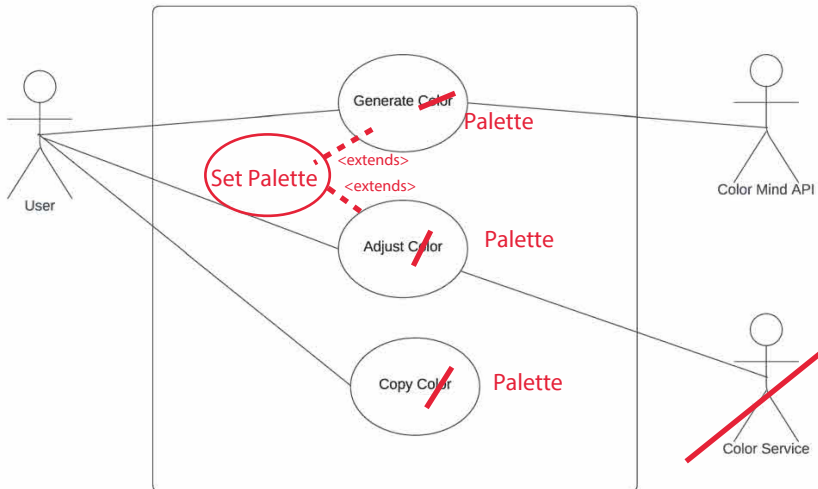 Generate Color
Palette
<extends>
Set Palette
<extends>
User
Color Mind API
Adjust Color
Palette
Copy Color
Palette
Color Service